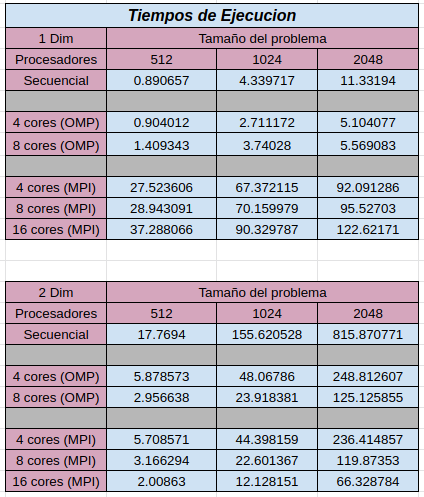 Tiempos de Ejecucion
1 Dim Tamaño del problema
Procesadores 512 1024 2048
Secuencial 0.890657 4.339717 11.33194
4 cores (OMP) 0.904012 2.711172 5.104077
8 cores (OMP) 1.409343 3.74028 5.569083
4 cores (MPI) 27.523606 67.372115 92.091286
8 cores (MPI) 28.943091 70.159979 95.52703
16 cores (MPI) 37.288066 90.329787 122.62171
2 Dim Tamaño del problema
Procesadores 512 1024 2048
Secuencial 17.7694 155.620528 815.870771
4 cores (OMP) 5.878573 48.06786 248.812607
8 cores (OMP) 2.956638 23.918381 125.125855
4 cores (MPI) 5.708571 44.398159 236.414857
8 cores (MPI) 3.166294 22.601367 119.87353
16 cores (MPI) 2.00863 12.128151 66.328784